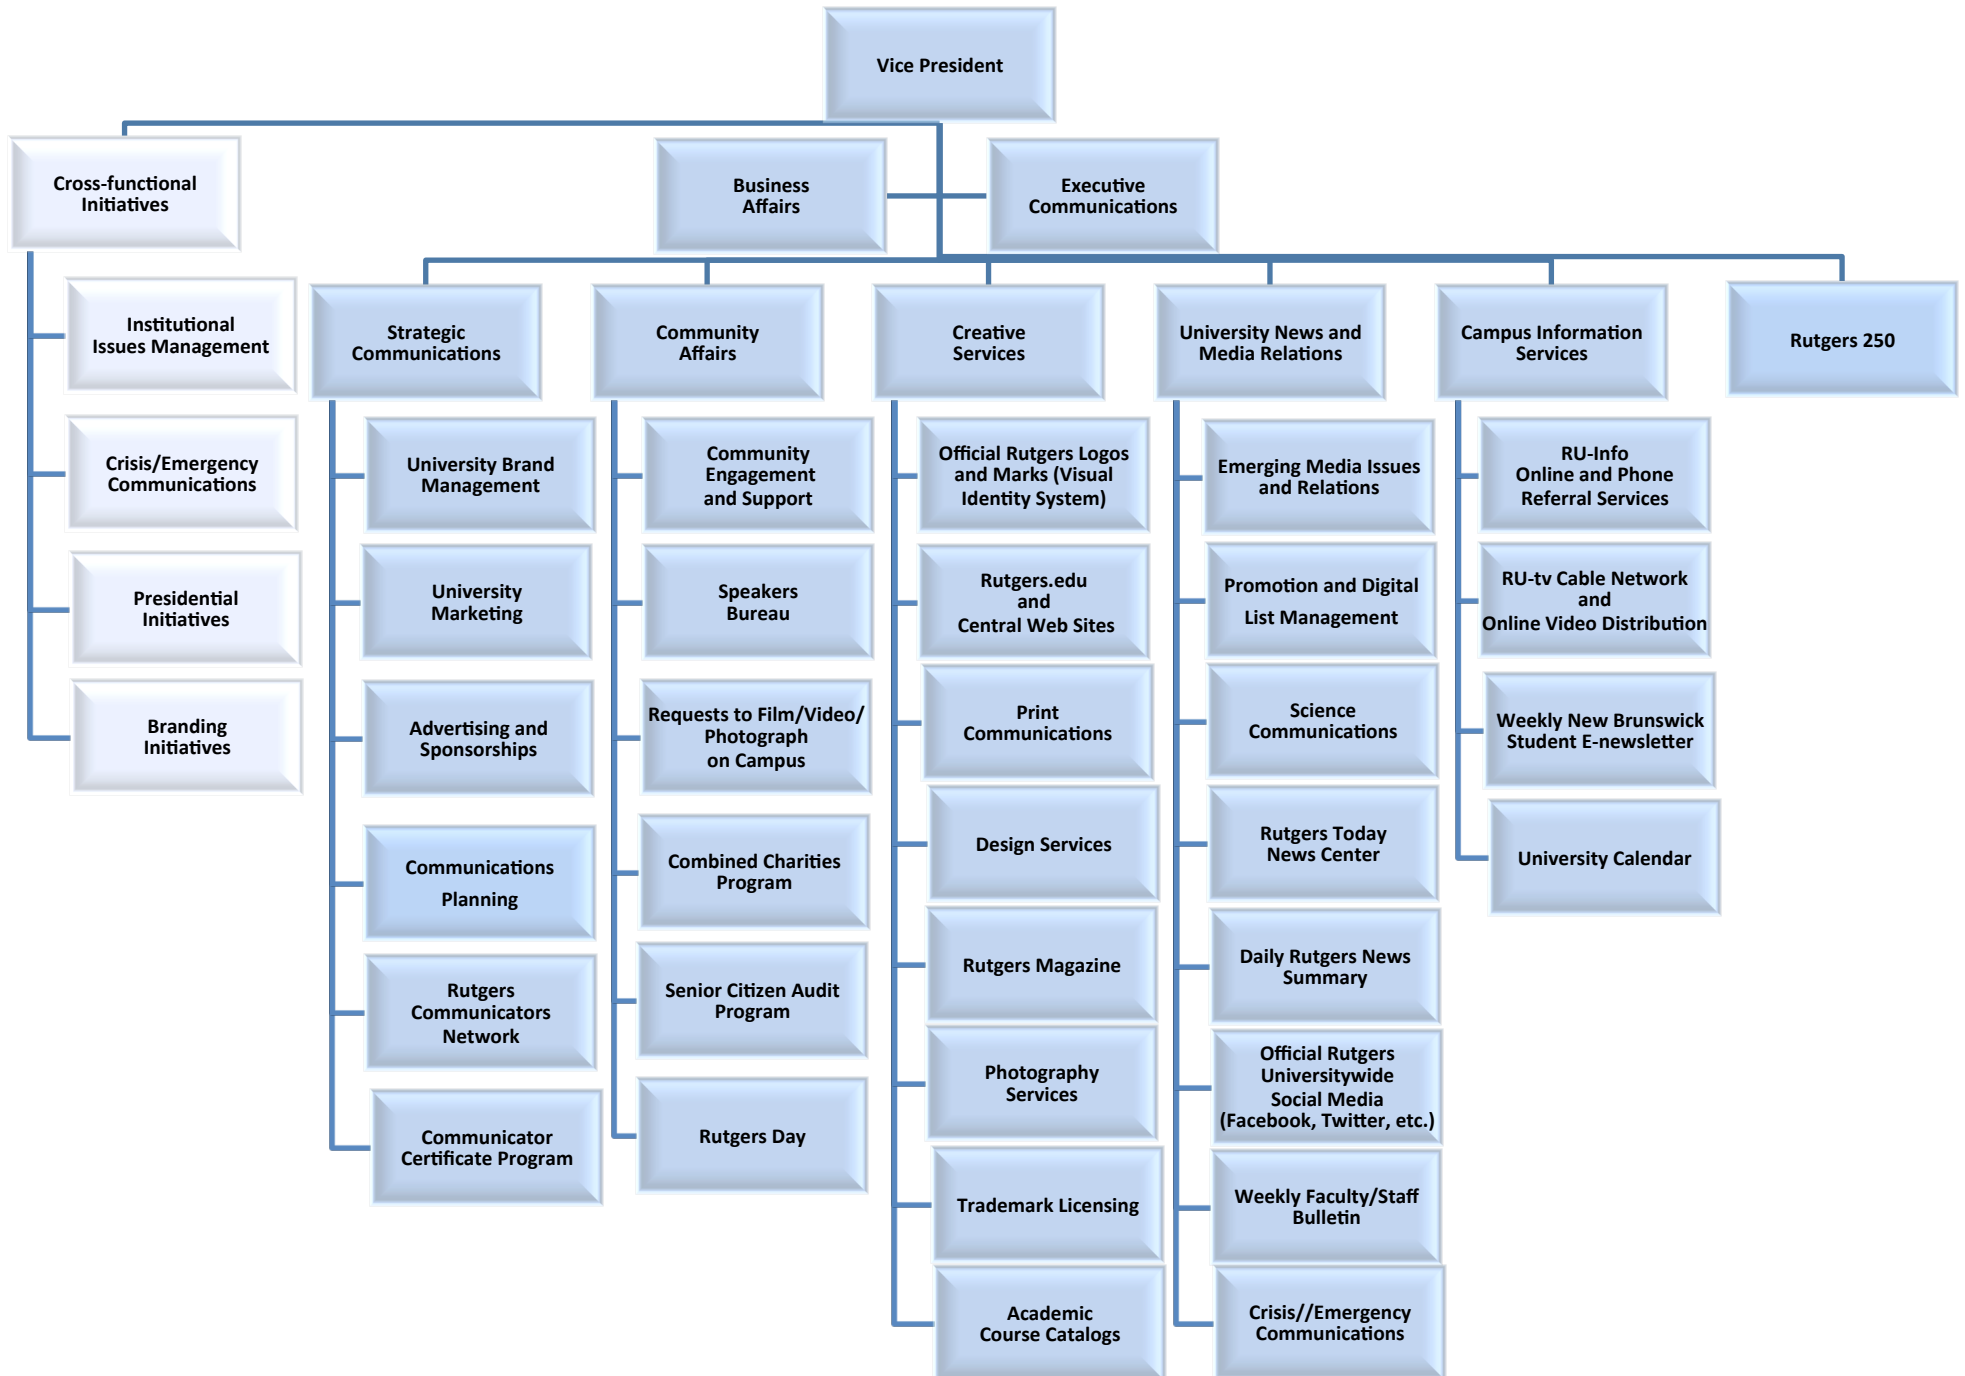 Vice President
Cross-functional
Initiatives
Business
Affairs
Executive
Communications
Institutional
Issues Management
Crisis/Emergency
Communications
Presidential
Initiatives
Branding
Initiatives
Strategic
Communications
University Brand
Management
University
Marketing
Advertising and
Sponsorships
Communications
Planning
Rutgers
Communicators
Network
Communicator
Certificate Program
Community
Affairs
Community
Engagement
and Support
Speakers
Bureau
Requests to Film/Video/
Photograph
on Campus
Combined Charities
Program
Senior Citizen Audit
Program
Rutgers Day
Creative
Services
Official Rutgers Logos
and Marks (Visual
Identity System)
Rutgers.edu
and
Central Web Sites
Print
Communications
Design Services
Rutgers Magazine
Photography
Services
Trademark Licensing
Academic
Course Catalogs
University News and
Media Relations
Emerging Media Issues
and Relations
Promotion and Digital
List Management
Science
Communications
Rutgers Today
News Center
Daily Rutgers News
Summary
Official Rutgers
Universitywide
Social Media
(Facebook, Twitter, etc.)
Weekly Faculty/Staff
Bulletin
Crisis//Emergency
Communications
Campus Information
Services
RU-Info
Online and Phone
Referral Services
RU-tv Cable Network
and
Online Video Distribution
Weekly New Brunswick
Student E-newsletter
University Calendar
Rutgers 250